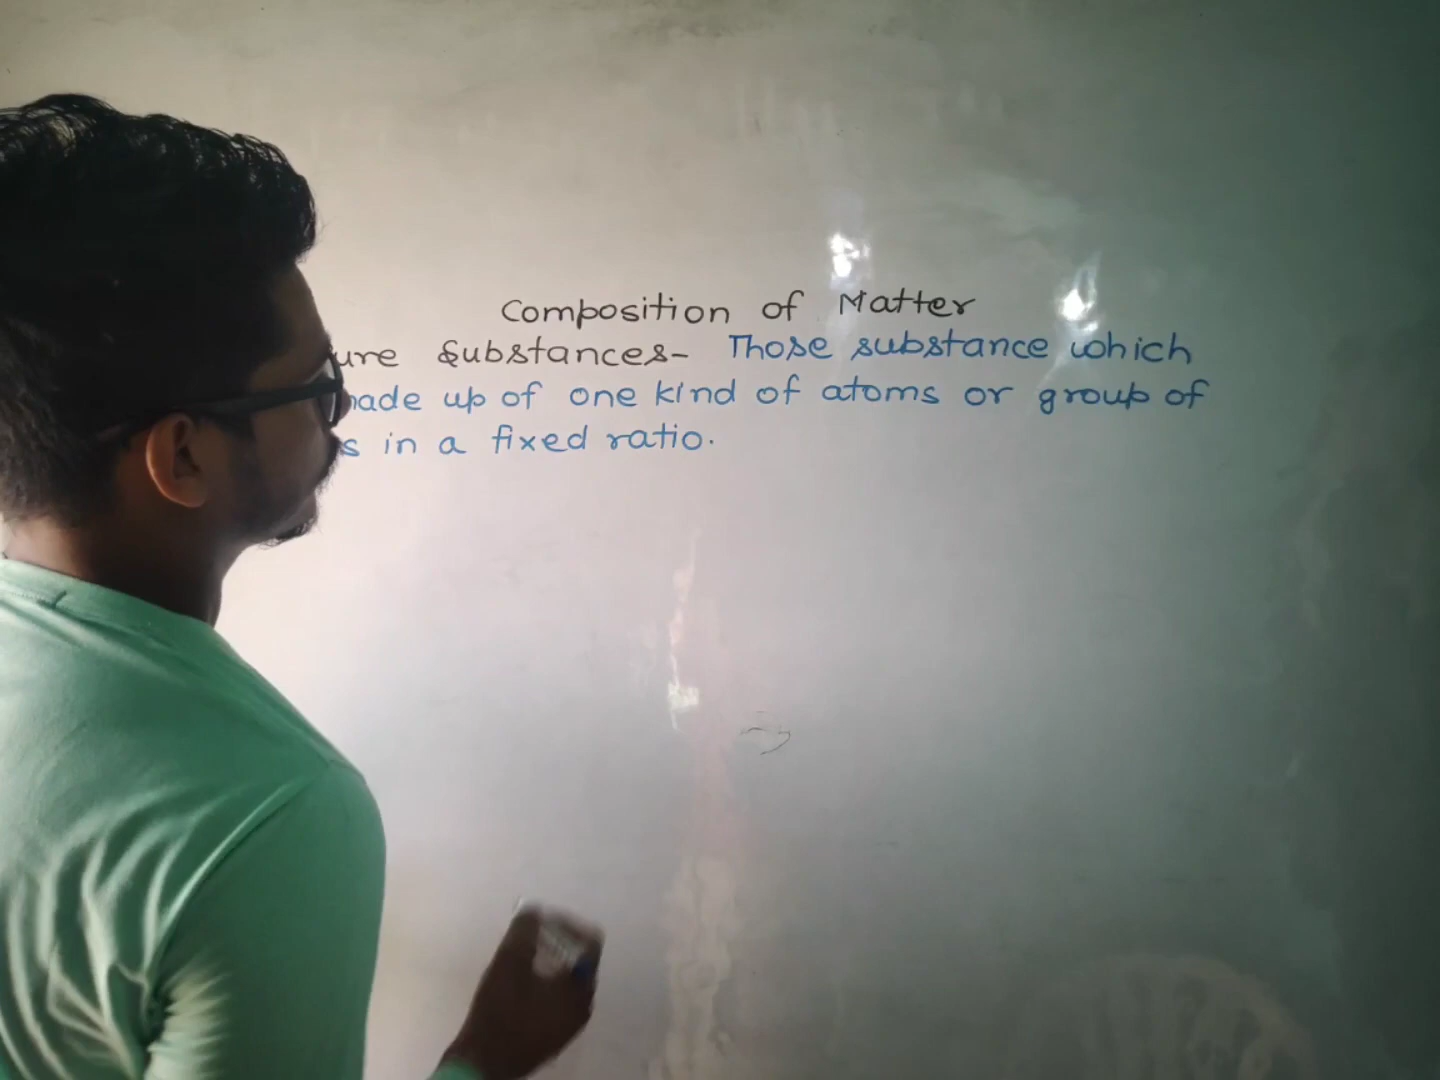 Composition of Matter
ure Substances- Those substance which
ade up of one kind of atoms or group of
s in a fixed ratio.